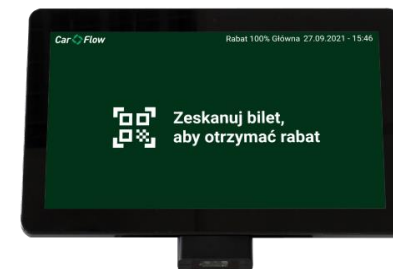 Car Flow
Rabat 100% Główna 27.09.2021 - 15:46
Zeskanuj bilet,
aby otrzymać rabat